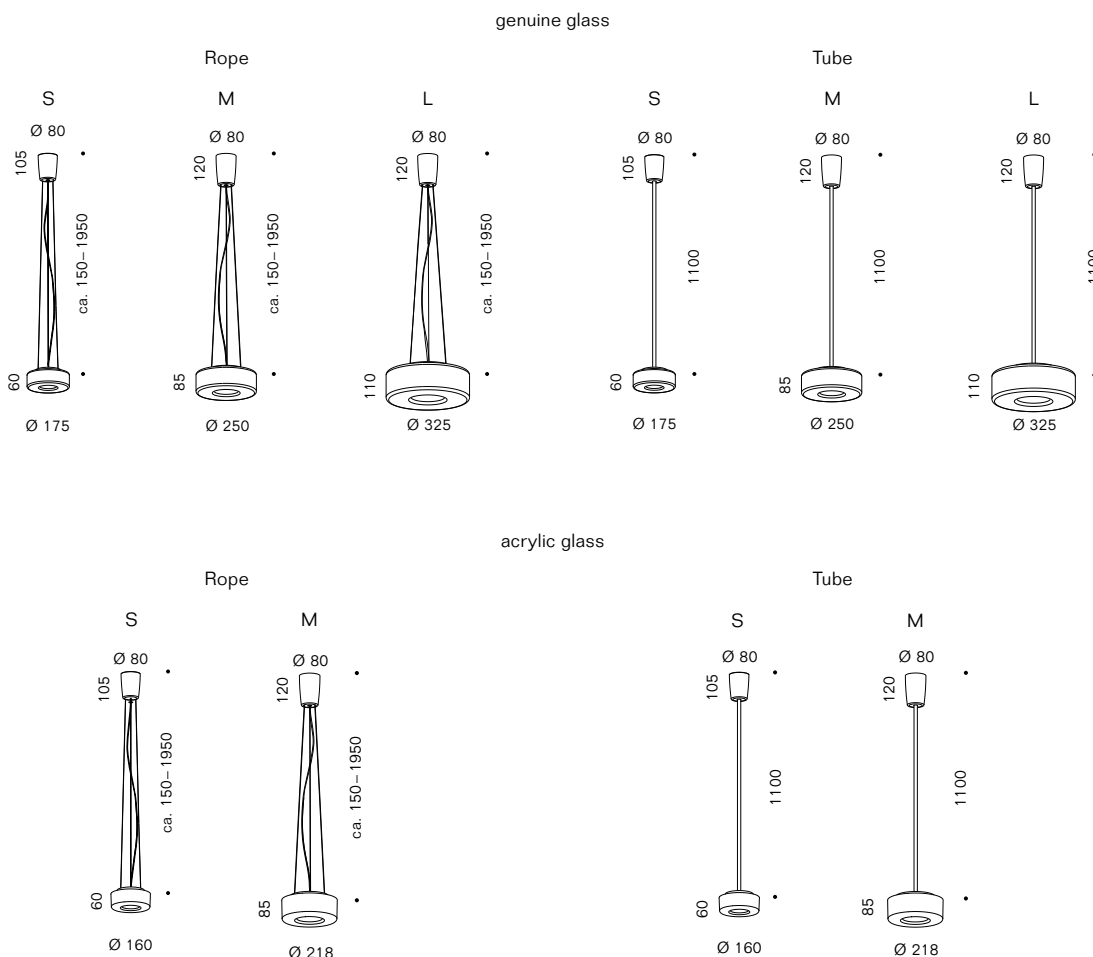 genuine glass
Rope
Tube
S
M
L
S
M
L
Ø 80
Ø 80
Ø 80
Ø 80
Ø 80
Ø 80
105
120
120
105
120
120
ca. 150–1950
ca. 150–1950
ca. 150–1950
1100
1100
1100
60
85
110
60
85
110
Ø 175
Ø 250
Ø 325
Ø 175
Ø 250
Ø 325
acrylic glass
Rope
Tube
S
M
S
M
Ø 80
Ø 80
Ø 80
Ø 80
105
120
105
120
ca. 150–1950
ca. 150–1950
1100
1100
60
85
60
85
Ø 160
Ø 218
Ø 160
Ø 218